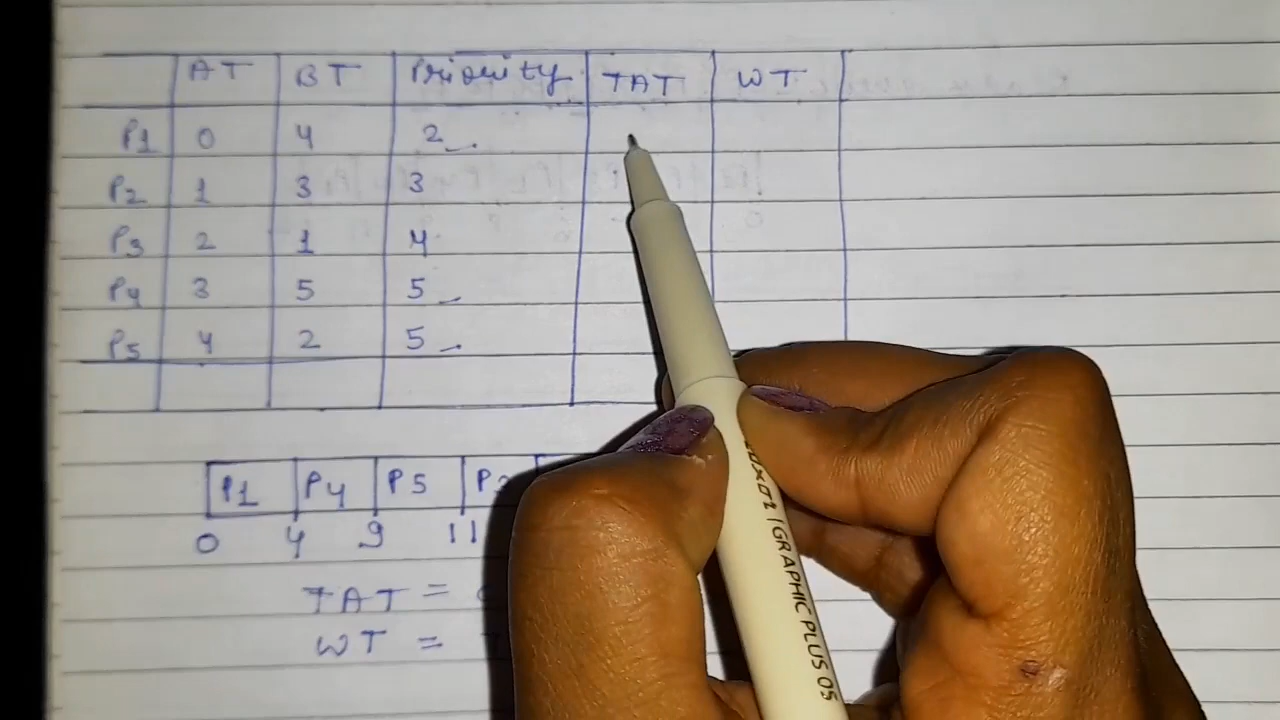 AT BT Priority TAT WT
P1 0 4 2
P2 1 3 3
P3 2 1 4
P4 3 5 5
P5 4 2 5
P1 P4 P5
0 4 9 11
TAT =
WT =
GRAPHIC PLUS 05